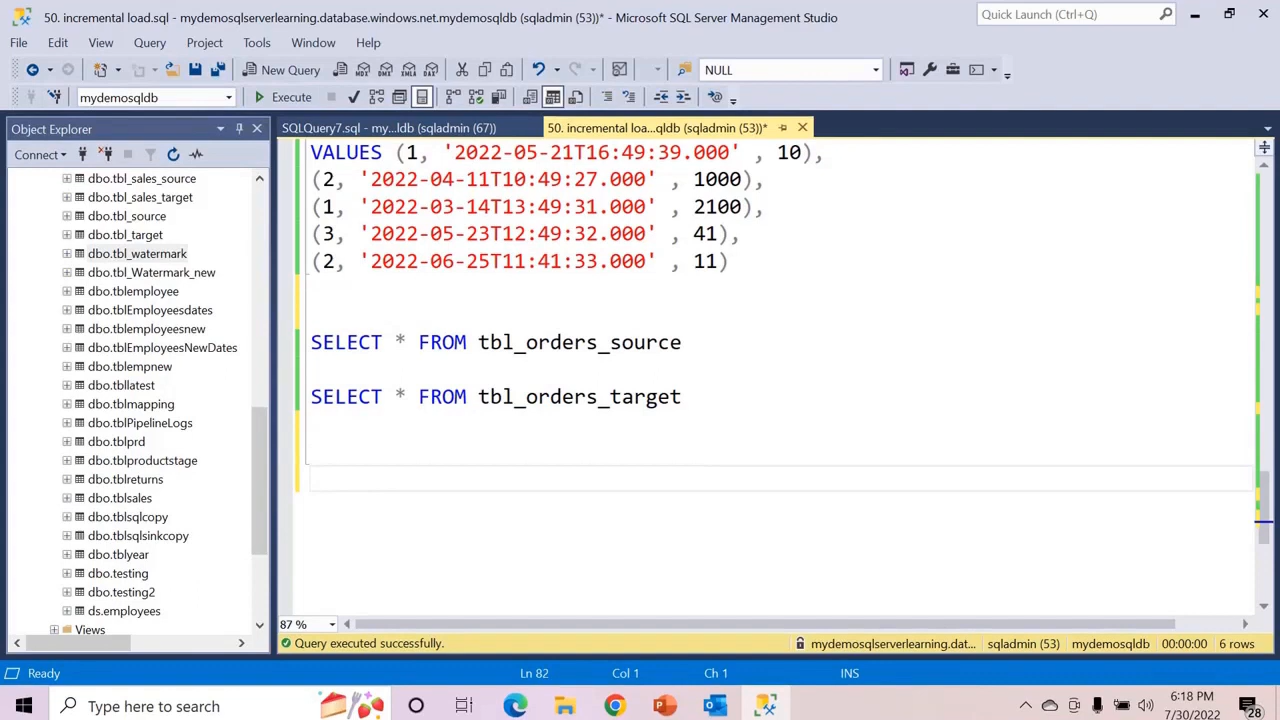 50. incremental load.sql - mydemosqlserverlearning.database.windows.net.mydemosqldb (sqladmin (53))* - Microsoft SQL Server Management Studio
Quick Launch (Ctrl+Q)
File Edit View Query Project Tools Window Help
New Query MDX DMX XMLA DAX NULL
mydemosqldb Execute
Object Explorer
SQLQuery7.sql - my...ldb (sqladmin (67))
50. incremental loa...qldb (sqladmin (53))*
Connect
dbo.tbl_sales_source
dbo.tbl_sales_target
dbo.tbl_source
dbo.tbl_target
dbo.tbl_watermark
dbo.tbl_Watermark_new
dbo.tblemployee
dbo.tblEmployeesdates
dbo.tblemployeesnew
dbo.tblEmployeesNewDates
dbo.tblempnew
dbo.tbllatest
dbo.tblmapping
dbo.tblPipelineLogs
dbo.tblprd
dbo.tblproductstage
dbo.tblreturns
dbo.tblsales
dbo.tblsqlcopy
dbo.tblsqlsinkcopy
dbo.tblyear
dbo.testing
dbo.testing2
ds.employees
Views
VALUES (1, '2022-05-21T16:49:39.000' , 10),
(2, '2022-04-11T10:49:27.000' , 1000),
(1, '2022-03-14T13:49:31.000' , 2100),
(3, '2022-05-23T12:49:32.000' , 41),
(2, '2022-06-25T11:41:33.000' , 11)
SELECT * FROM tbl_orders_source
SELECT * FROM tbl_orders_target
87 %
Query executed successfully.
mydemosqlserverlearning.dat... sqladmin (53) mydemosqldb 00:00:00 6 rows
Ready Ln 82 Col 1 Ch 1 INS
Type here to search
6:18 PM
7/30/2022
28